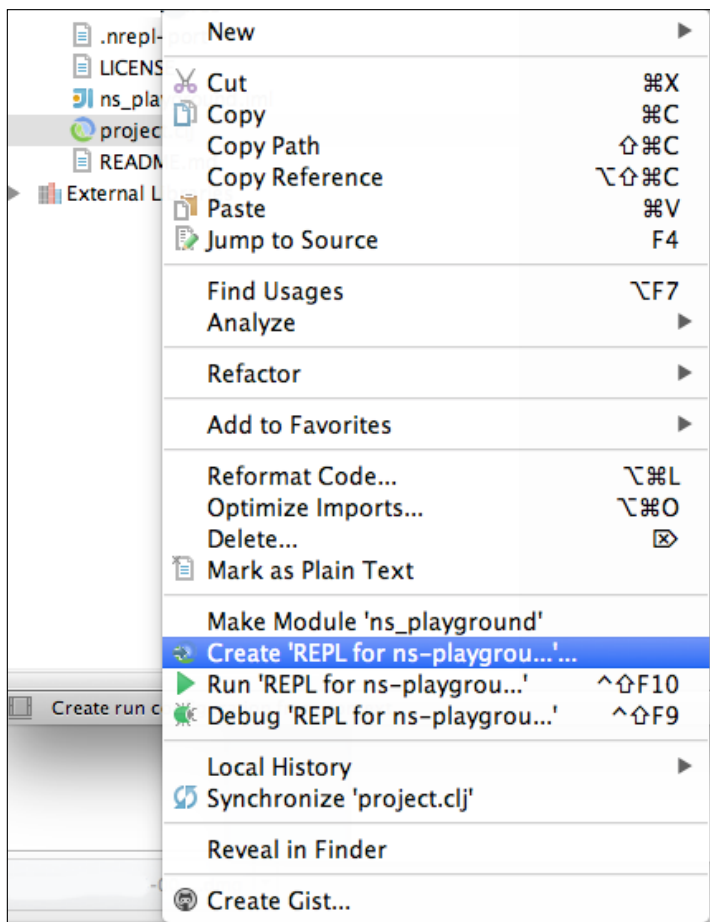 .nrepl-port
New
LICENSE
Cut ⌘X
ns_pla
Copy ⌘C
projec
Copy Path ⇧⌘C
README
Copy Reference ⌥⇧⌘C
External L
Paste ⌘V
Jump to Source F4
Find Usages ⌥F7
Analyze
Refactor
Add to Favorites
Reformat Code... ⌥⌘L
Optimize Imports... ⌥⌘O
Delete... ⌦
Mark as Plain Text
Make Module 'ns_playground'
Create 'REPL for ns-playgrou...'...
Run 'REPL for ns-playgrou...' ^⇧F10
Create run c
Debug 'REPL for ns-playgrou...' ^⇧F9
Local History
Synchronize 'project.clj'
Reveal in Finder
Create Gist...